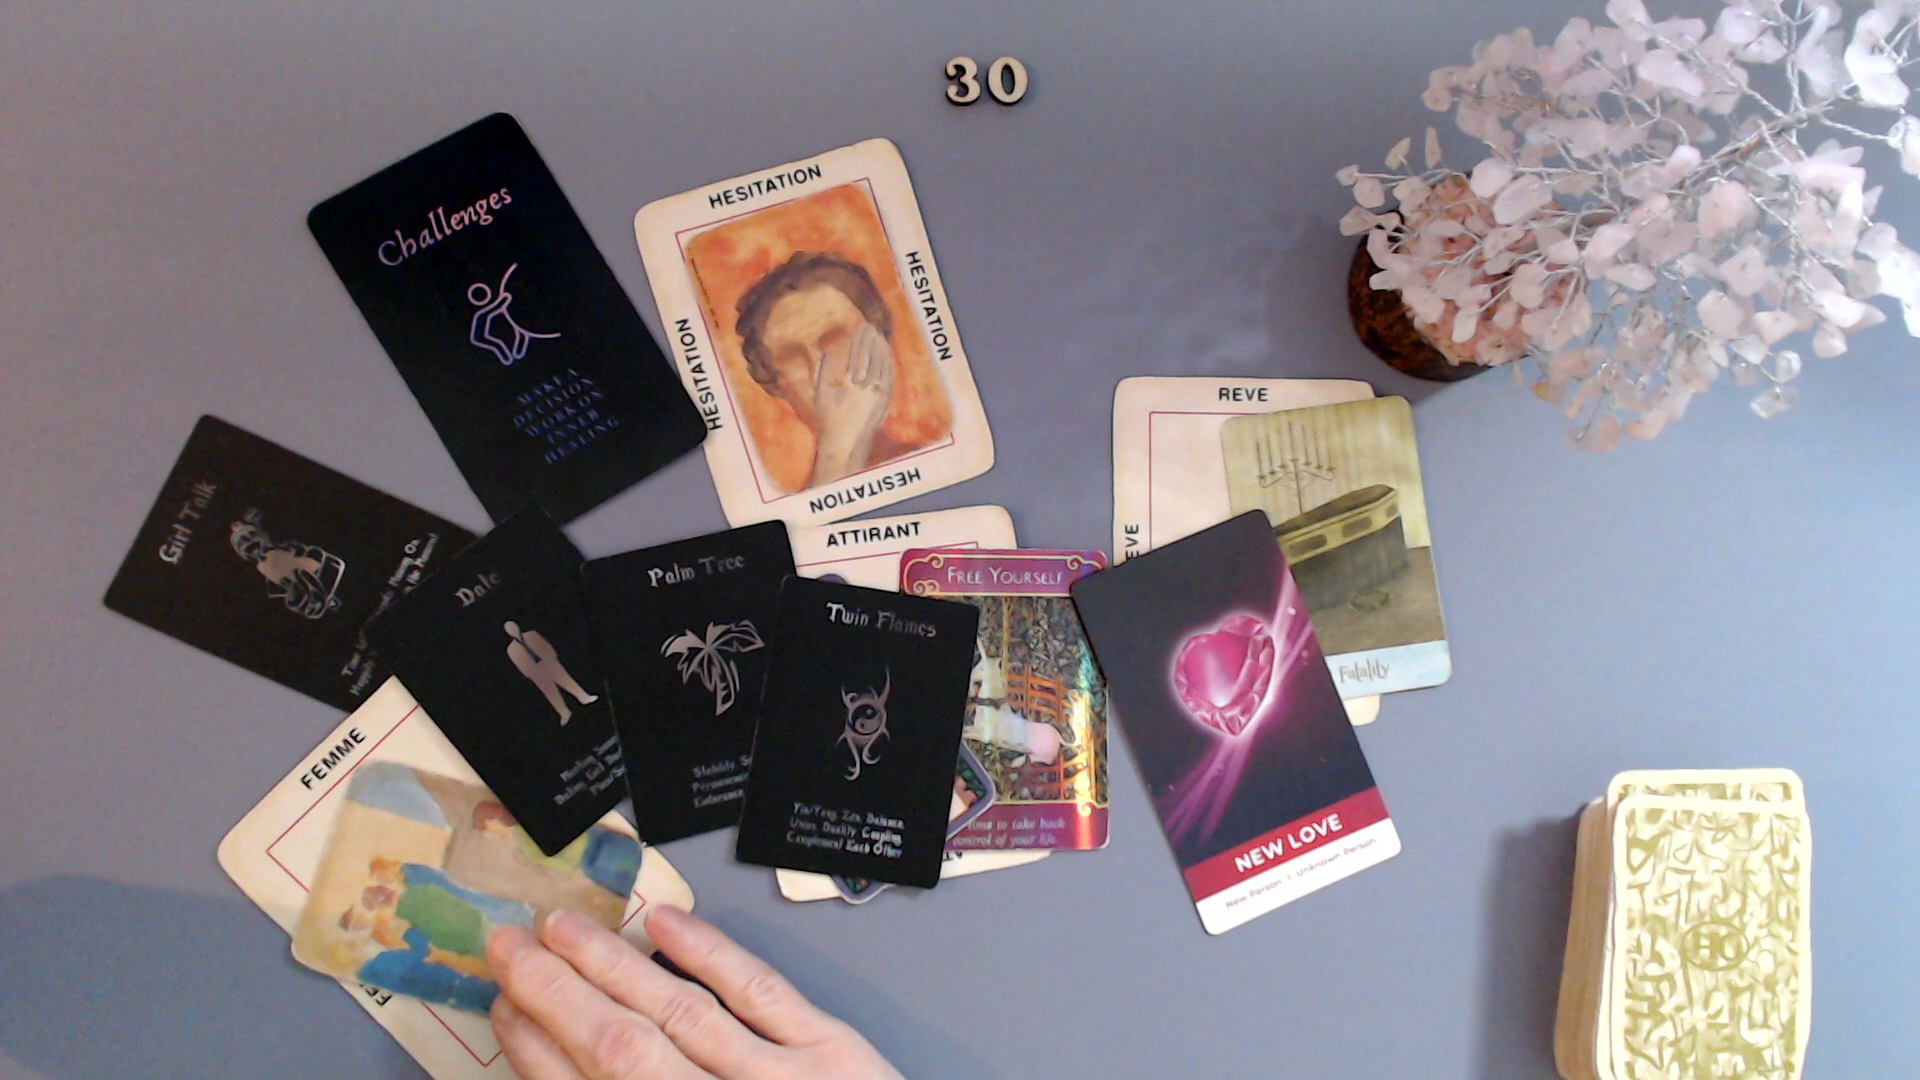 30
Challenges
MAKE A
DECISION
WORK ON
INNER
HEALING
HESITATION
HESITATION
HESITATION
HESITATION
REVE
EVE
Fatality
Girl Talk
Palm Tree
ATTIRANT
FREE YOURSELF
Time to take back
control of your life.
Twin Flames
Yin/Yang, Zen, Balance,
Union, Duality, Coupling,
Complement Each Other
NEW LOVE
New Person | Unknown Person
FEMME
HO